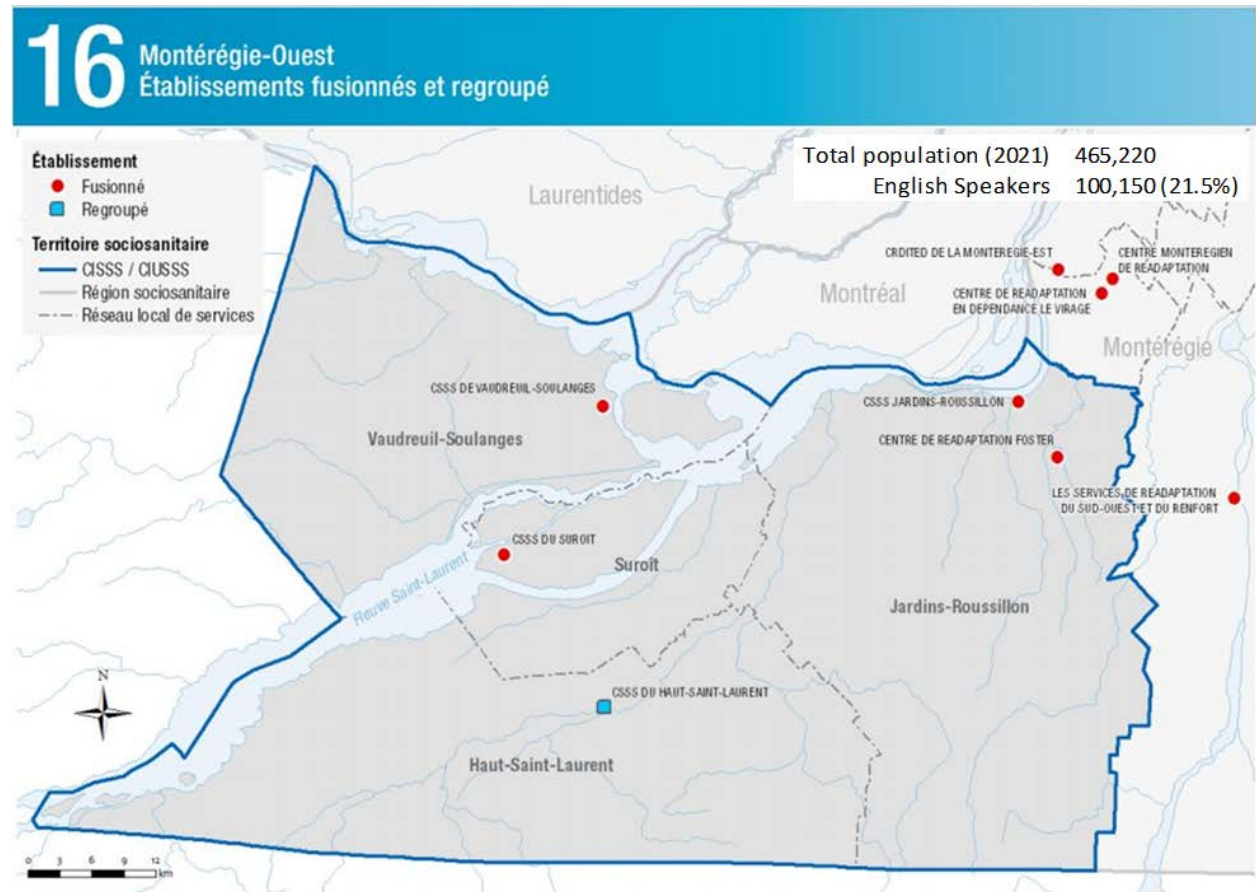 16
Montérégie-Ouest
Établissements fusionnés et regroupé
Établissement
Fusionné
Regroupé
Territoire sociosanitaire
CISSS / CIUSSS
Région sociosanitaire
Réseau local de services
Total population (2021) 465,220
English Speakers 100,150 (21.5%)
Laurentides
Montréal
Montérégie
CRDITED DE LA MONTEREGIE-EST
CENTRE MONTEREGIEN
DE READAPTATION
CENTRE DE READAPTATION
EN DEPENDANCE LE VIRAGE
CSSS DE VAUDREUIL-SOULANGES
CSSS JARDINS-ROUSSILLON
Vaudreuil-Soulanges
CENTRE DE READAPTATION FOSTER
LES SERVICES DE READAPTATION
DU SUD-OUEST ET DU RENFORT
CSSS DU SUROIT
Suroît
Fleuve Saint-Laurent
Jardins-Roussillon
N
CSSS DU HAUT-SAINT-LAURENT
Haut-Saint-Laurent
0 3 6 9 12
km